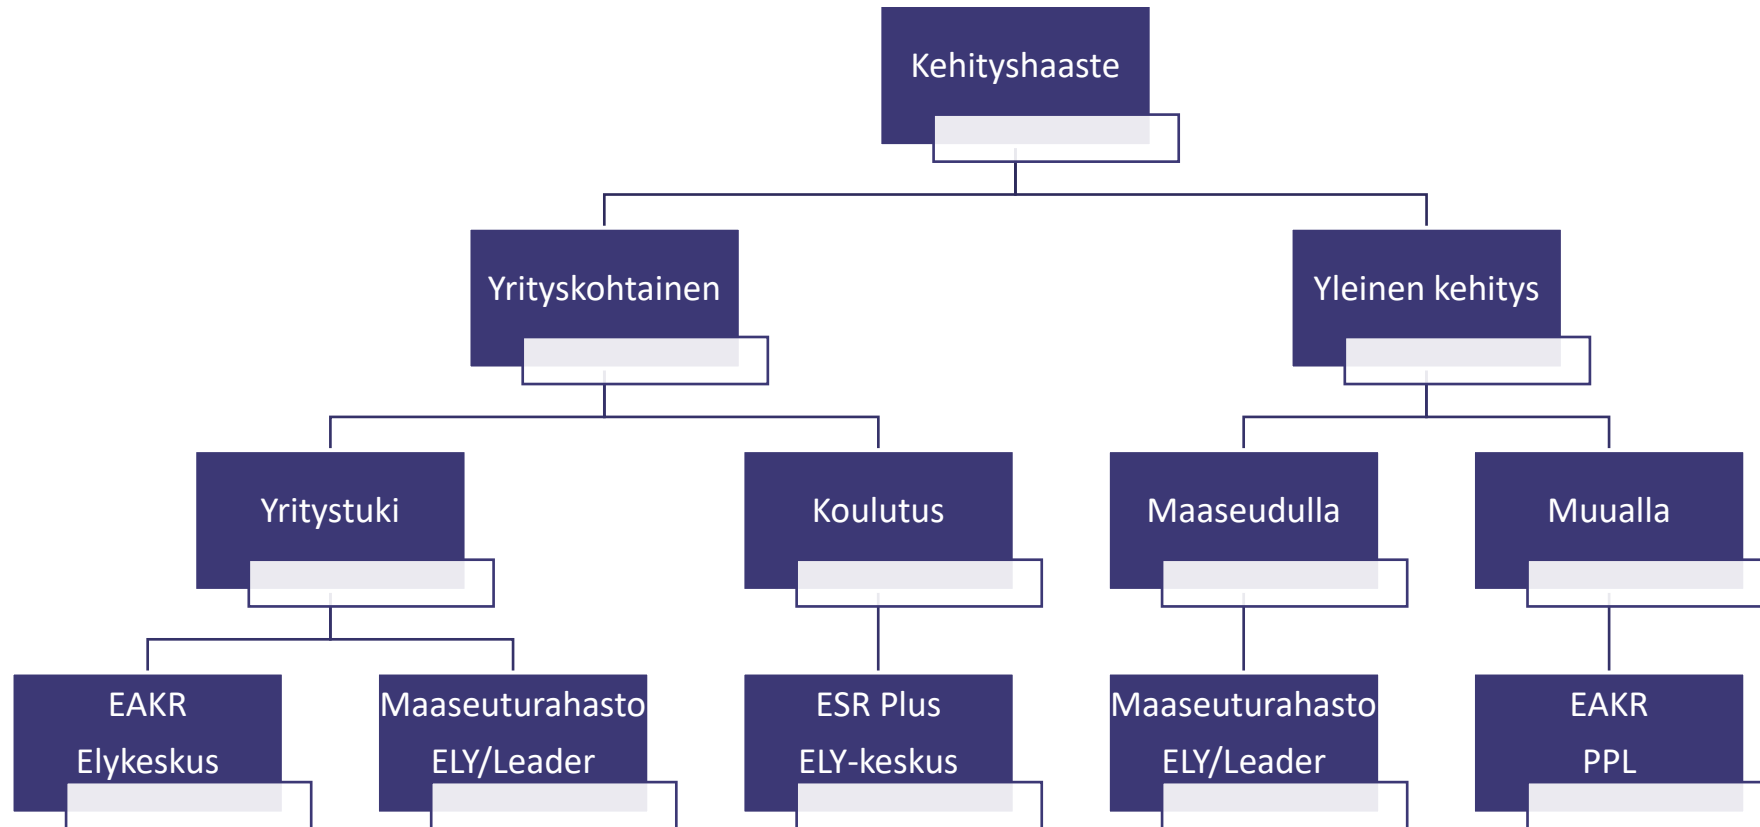 Kehityshaaste
Yrityskohtainen
Yleinen kehitys
Yritystuki
Koulutus
Maaseudulla
Muualla
EAKR
Elykeskus
Maaseuturahasto
ELY/Leader
ESR Plus
ELY-keskus
Maaseuturahasto
ELY/Leader
EAKR
PPL